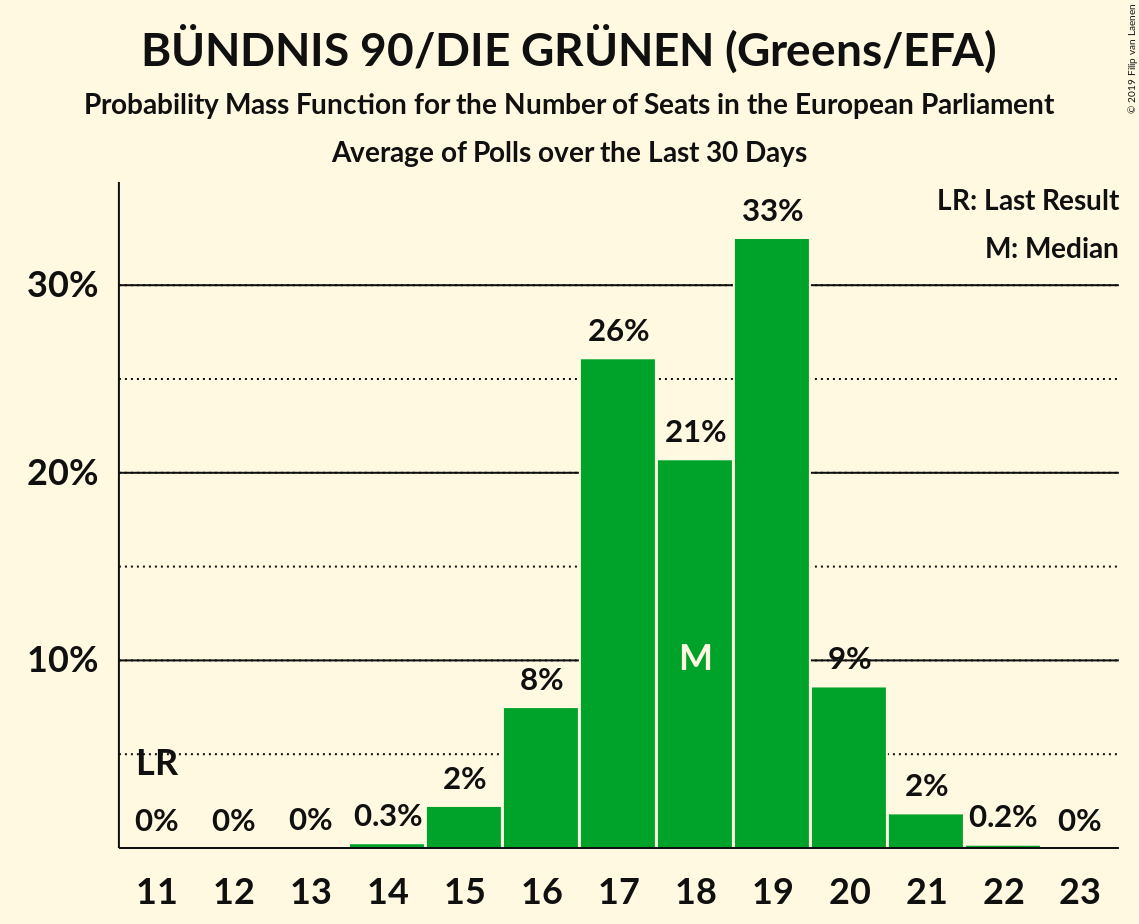 BÜNDNIS 90/DIE GRÜNEN (Greens/EFA)
Probability Mass Function for the Number of Seats in the European Parliament
Average of Polls over the Last 30 Days
© 2019 Filip van Laenen
LR: Last Result
M: Median
30%
20%
10%
33%
26%
21%
M
9%
8%
LR
2%
2%
0%
0%
0%
0.3%
0.2%
0%
11 12 13 14 15 16 17 18 19 20 21 22 23